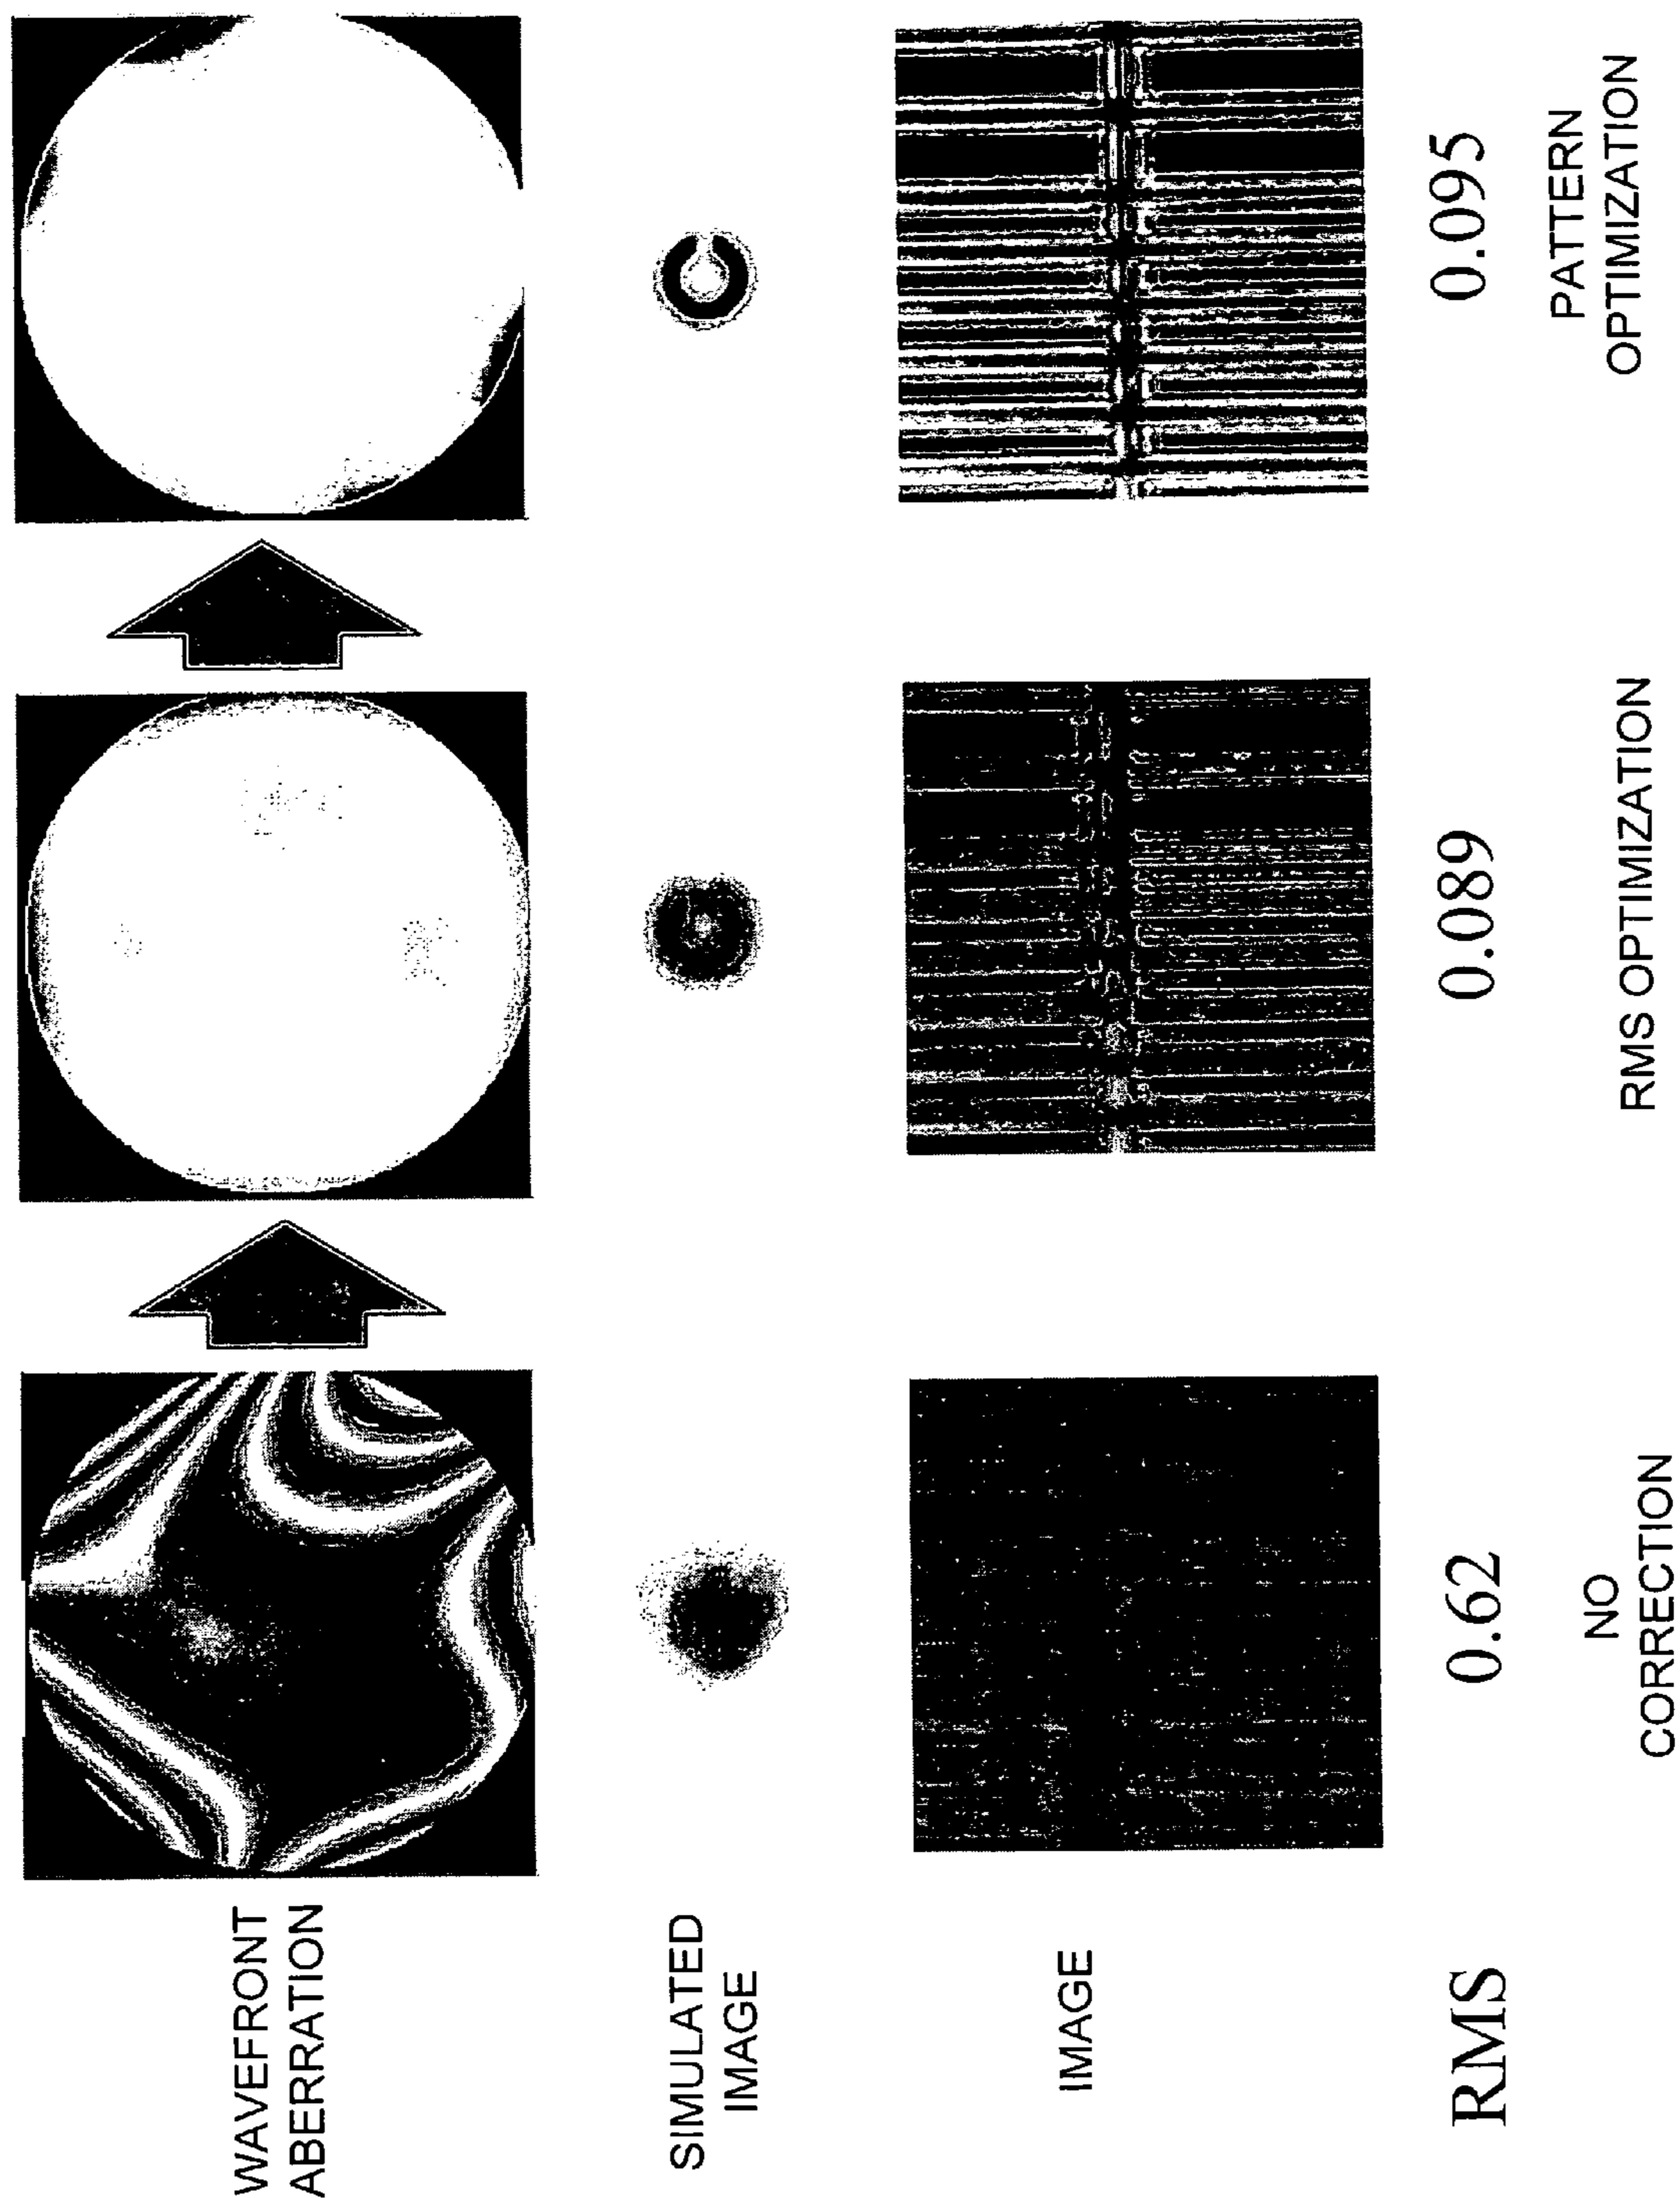 WAVEFRONT
ABERRATION
SIMULATED
IMAGE
IMAGE
RMS
0.62
0.089
0.095
NO
CORRECTION
RMS OPTIMIZATION
PATTERN
OPTIMIZATION